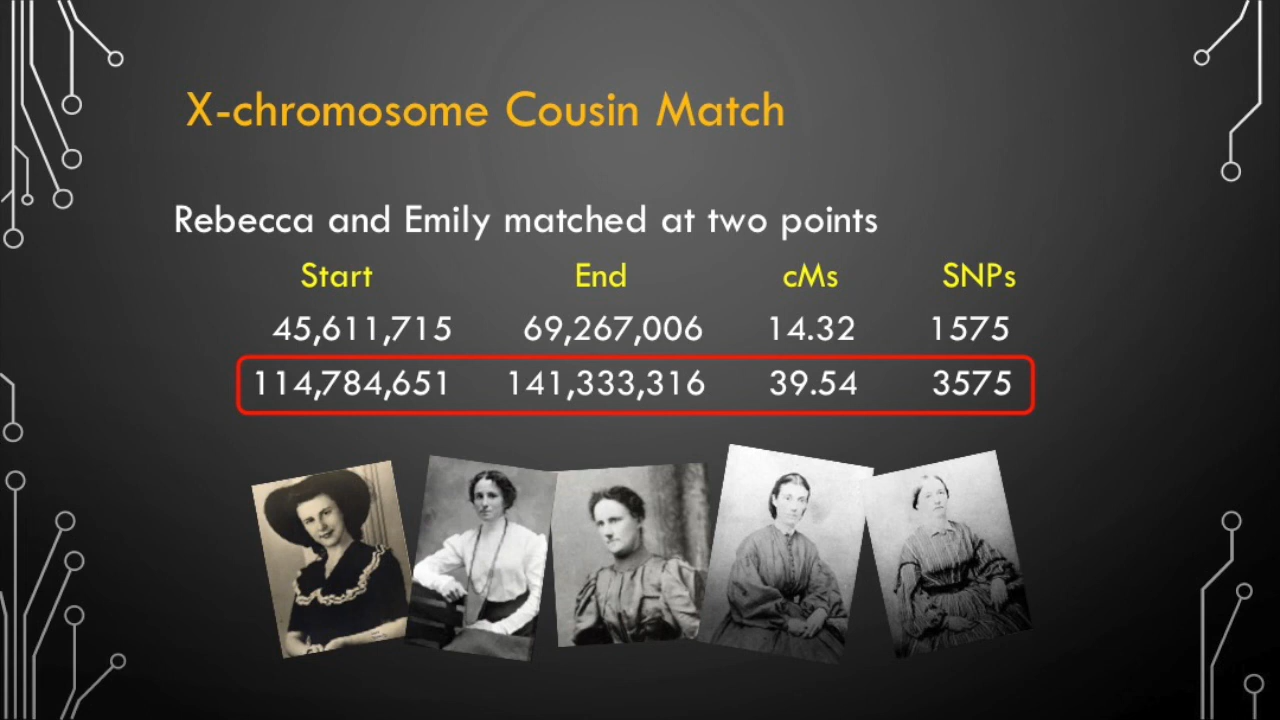 X-chromosome Cousin Match
Rebecca and Emily matched at two points
Start End cMs SNPs
45,611,715 69,267,006 14.32 1575
114,784,651 141,333,316 39.54 3575